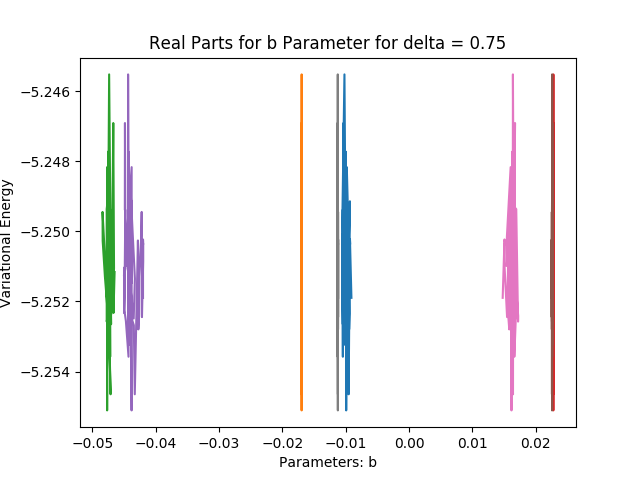 Real Parts for b Parameter for delta = 0.75
Variational Energy
−5.246
−5.248
−5.250
−5.252
−5.254
−0.05 −0.04 −0.03 −0.02 −0.01 0.00 0.01 0.02
Parameters: b